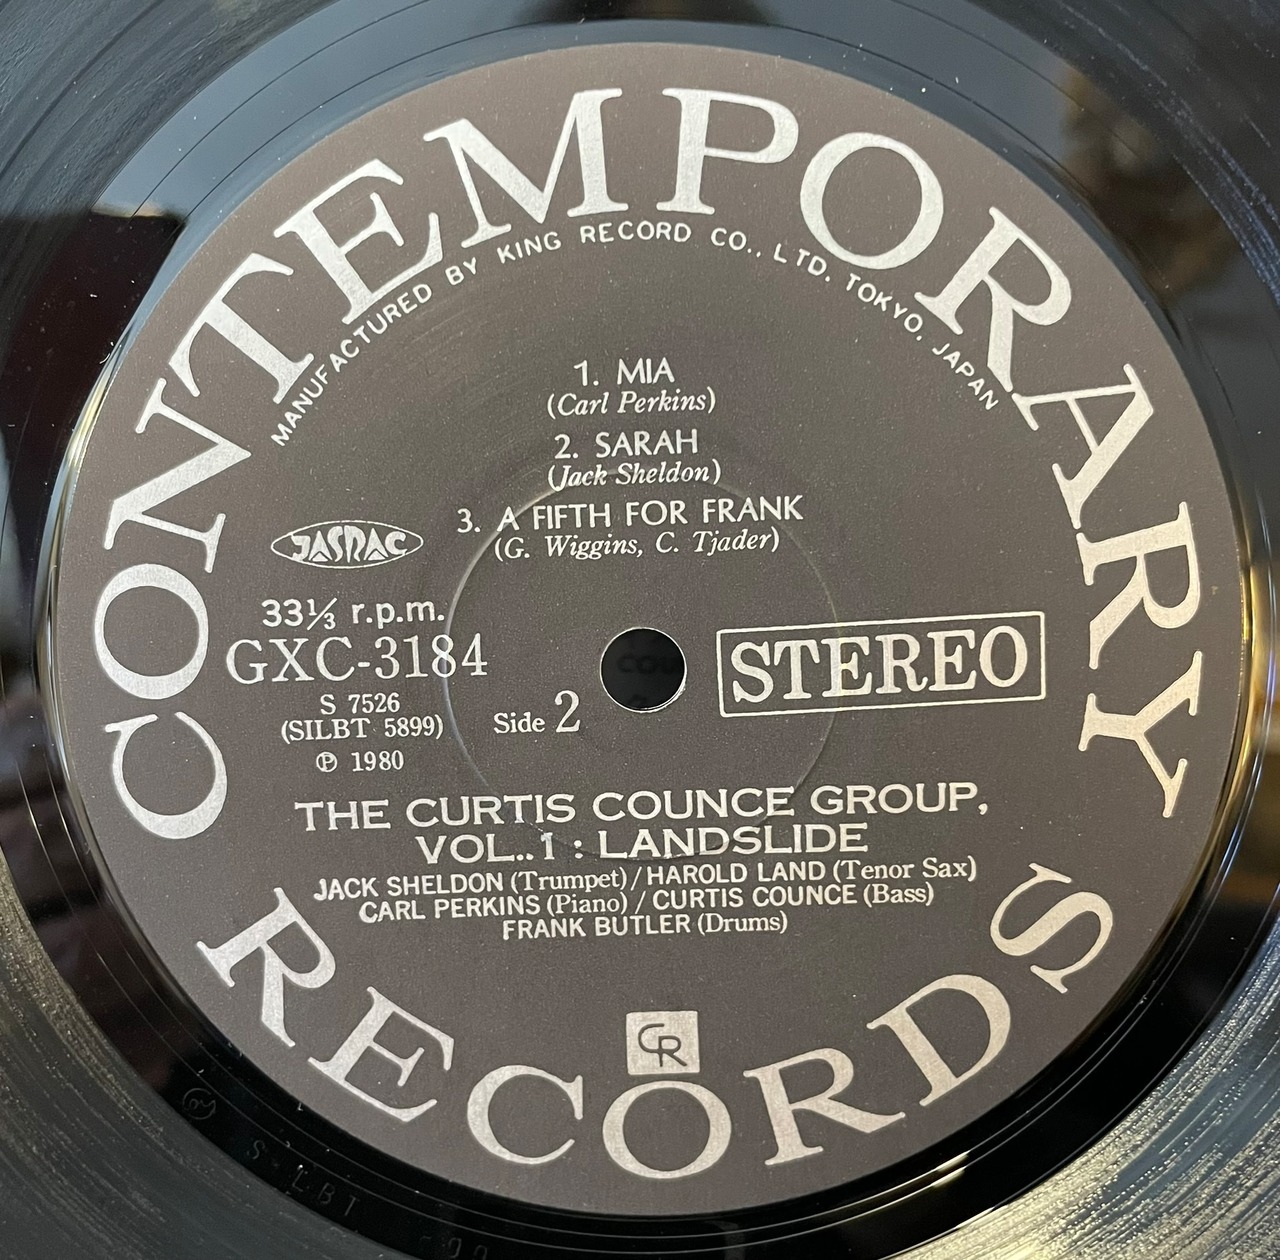 CONTEMPORARY
MANUFACTURED BY KING RECORD CO., LTD. TOKYO, JAPAN
1. MIA
(Carl Perkins)
2. SARAH
(Jack Sheldon)
3. A FIFTH FOR FRANK
(G. Wiggins, C. Tjader)
JASRAC
33⅓ r.p.m.
GXC-3184
S 7526
(SILBT 5899)
℗ 1980
Side 2
STEREO
THE CURTIS COUNCE GROUP,
VOL..1 : LANDSLIDE
JACK SHELDON (Trumpet)/HAROLD LAND (Tenor Sax)
CARL PERKINS (Piano) / CURTIS COUNCE (Bass)
FRANK BUTLER (Drums)
CR
RECORDS